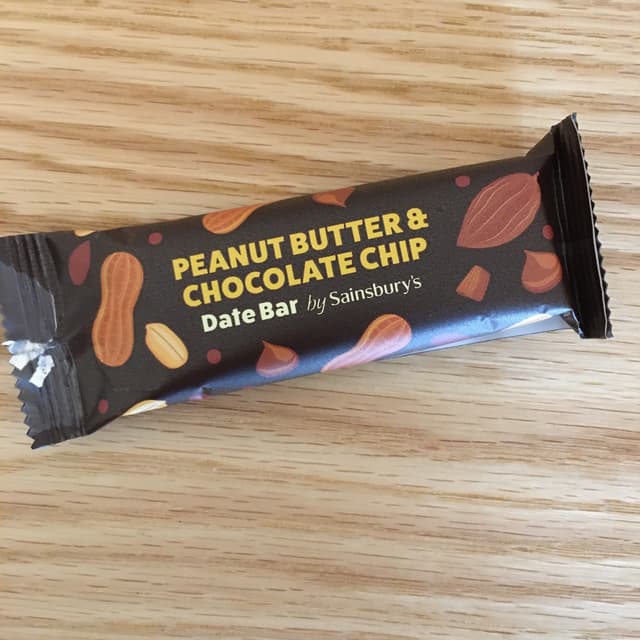 PEANUT BUTTER &
CHOCOLATE CHIP
Date Bar by Sainsbury's